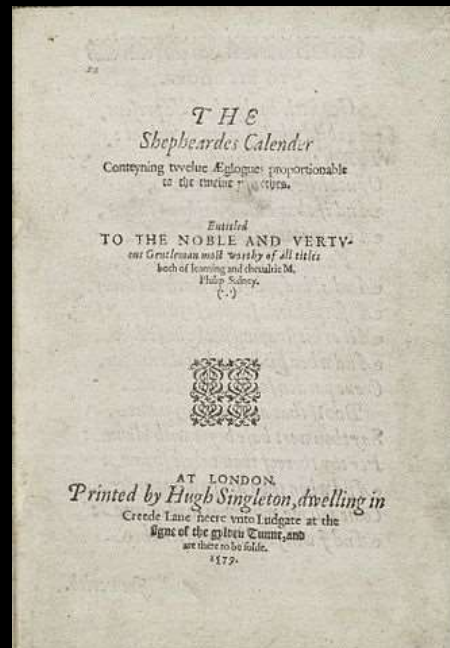 THE
Shepheardes Calender
Conteyning tvvelue Æglogues proportionable
to the twelue
Entitled
TO THE NOBLE AND VERTV-
ous Gentleman most worthy of all titles
both of learning and cheualrie M.
Philip Sidney.
(∴)
AT LONDON.
Printed by Hugh Singleton, dwelling in
Creede Lane neere vnto Ludgate at the
signe of the gylden Tunne, and
are there to be solde.
1579.